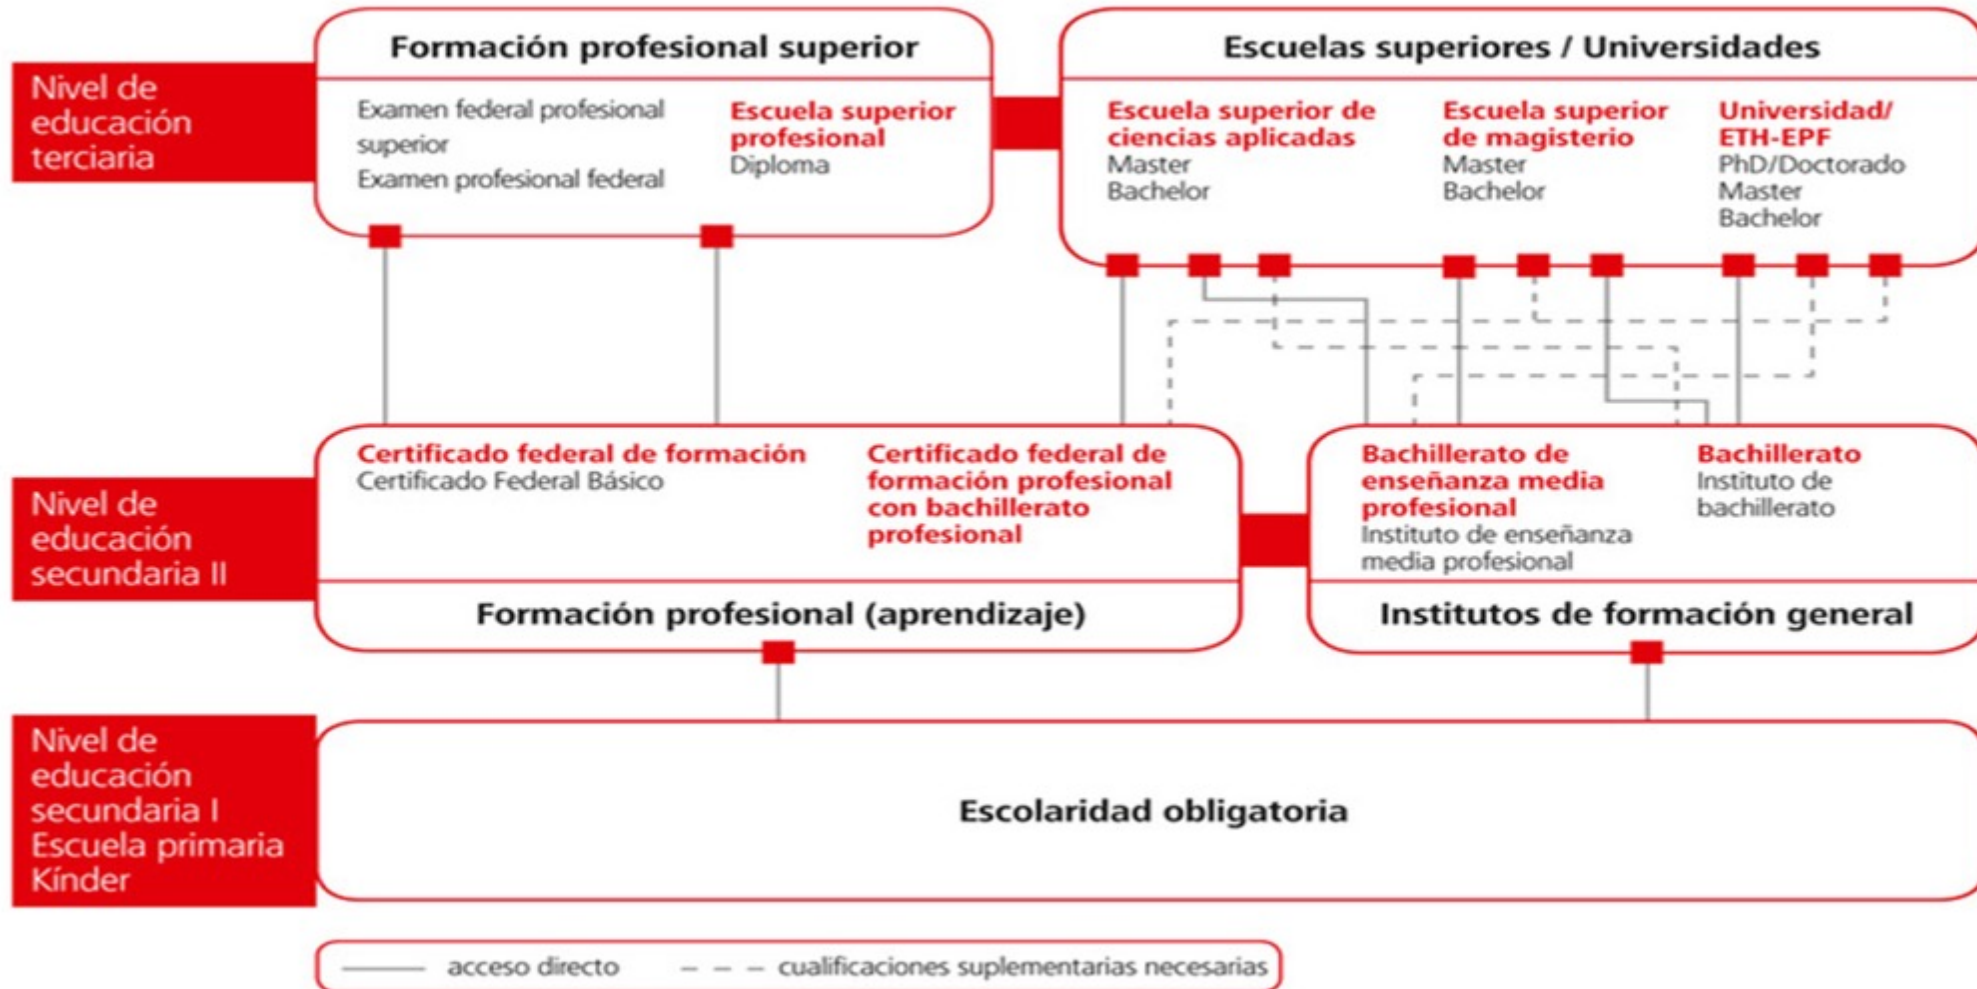 Nivel de
educación
terciaria
Formación profesional superior
Examen federal profesional
superior
Examen profesional federal
Escuela superior
profesional
Diploma
Escuelas superiores / Universidades
Escuela superior de
ciencias aplicadas
Master
Bachelor
Escuela superior
de magisterio
Master
Bachelor
Universidad/
ETH-EPF
PhD/Doctorado
Master
Bachelor
Nivel de
educación
secundaria II
Certificado federal de formación
Certificado Federal Básico
Certificado federal de
formación profesional
con bachillerato
profesional
Formación profesional (aprendizaje)
Bachillerato de
enseñanza media
profesional
Instituto de enseñanza
media profesional
Bachillerato
Instituto de
bachillerato
Institutos de formación general
Nivel de
educación
secundaria I
Escuela primaria
Kínder
Escolaridad obligatoria
acceso directo
cualificaciones suplementarias necesarias